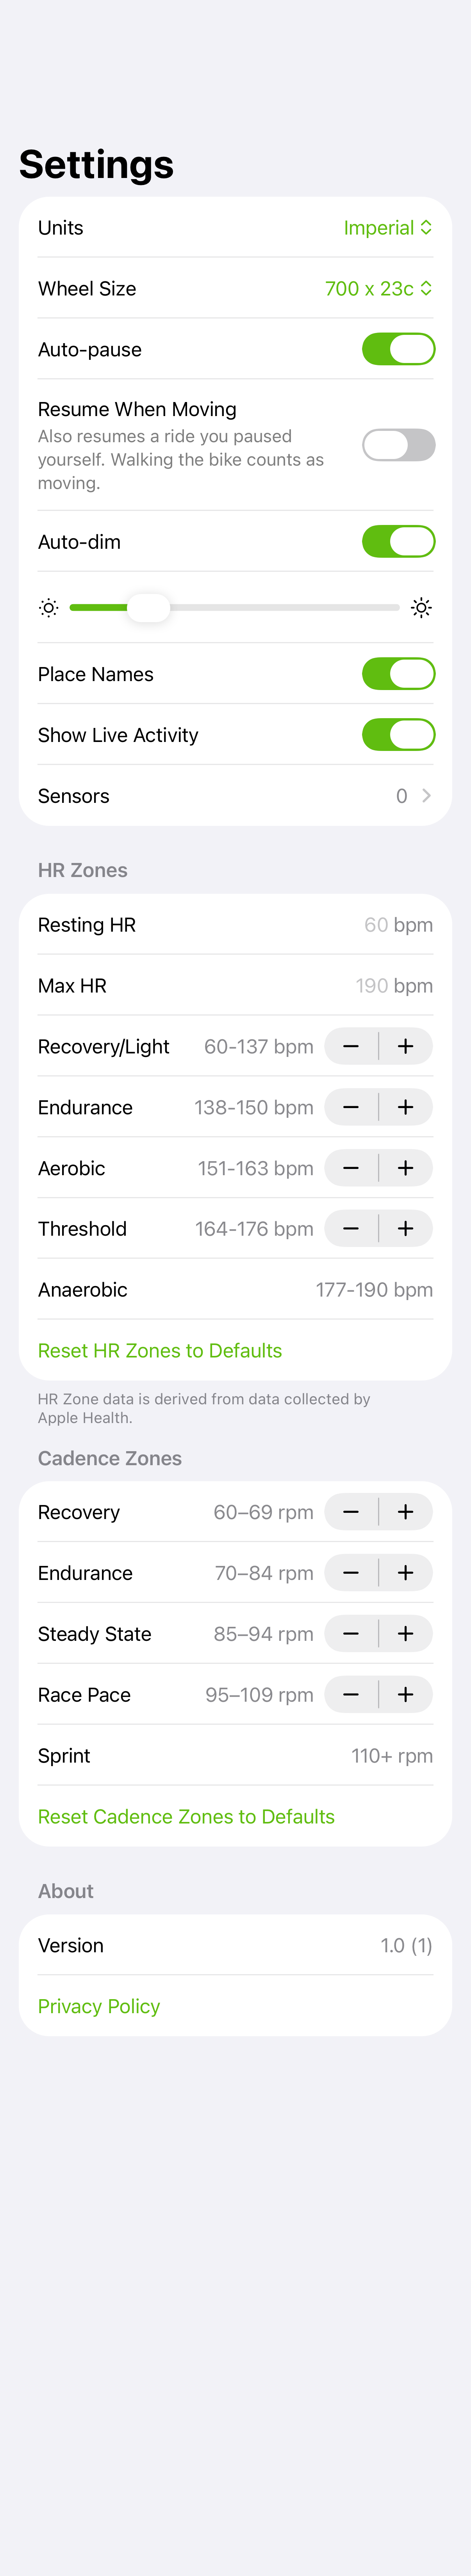 Settings
Units Imperial
Wheel Size 700 x 23c
Auto-pause
Resume When Moving
Also resumes a ride you paused
yourself. Walking the bike counts as
moving.
Auto-dim
Place Names
Show Live Activity
Sensors 0
HR Zones
Resting HR 60 bpm
Max HR 190 bpm
Recovery/Light 60-137 bpm − +
Endurance 138-150 bpm − +
Aerobic 151-163 bpm − +
Threshold 164-176 bpm − +
Anaerobic 177-190 bpm
Reset HR Zones to Defaults
HR Zone data is derived from data collected by
Apple Health.
Cadence Zones
Recovery 60–69 rpm − +
Endurance 70–84 rpm − +
Steady State 85–94 rpm − +
Race Pace 95–109 rpm − +
Sprint 110+ rpm
Reset Cadence Zones to Defaults
About
Version 1.0 (1)
Privacy Policy